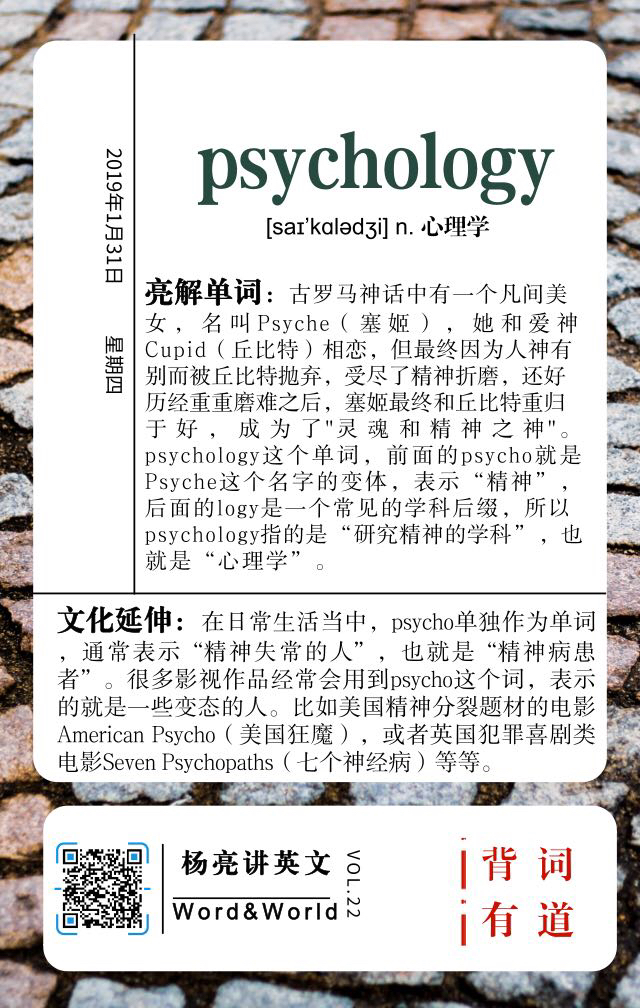 psychology
[saɪ'kɑlədʒi] n. 心理学
2019年1月31日 星期四
亮解单词：古罗马神话中有一个凡间美
女，名叫Psyche（塞姬），她和爱神
Cupid（丘比特）相恋，但最终因为人神有
别而被丘比特抛弃，受尽了精神折磨，还好
历经重重磨难之后，塞姬最终和丘比特重归
于好，成为了"灵魂和精神之神"。
psychology这个单词，前面的psycho就是
Psyche这个名字的变体，表示“精神”，
后面的logy是一个常见的学科后缀，所以
psychology指的是“研究精神的学科”，也
就是“心理学”。
文化延伸：在日常生活当中，psycho单独作为单词
，通常表示“精神失常的人”，也就是“精神病患
者”。很多影视作品经常会用到psycho这个词，表示
的就是一些变态的人。比如美国精神分裂题材的电影
American Psycho（美国狂魔），或者英国犯罪喜剧类
电影Seven Psychopaths（七个神经病）等等。
杨亮讲英文
Word&World
VOL.22
背词
有道